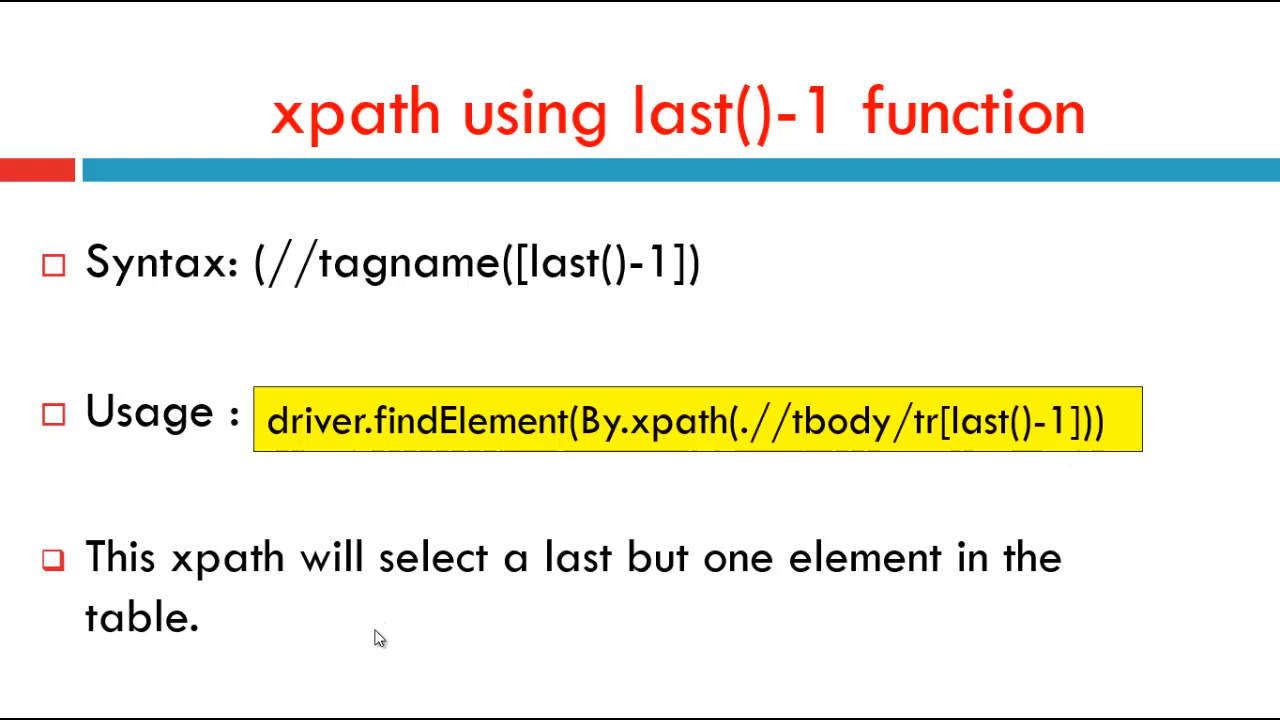 xpath using last()-1 function
Syntax: (//tagname([last()-1])
Usage : driver.findElement(By.xpath(.//tbody/tr[last()-1]))
This xpath will select a last but one element in the
table.